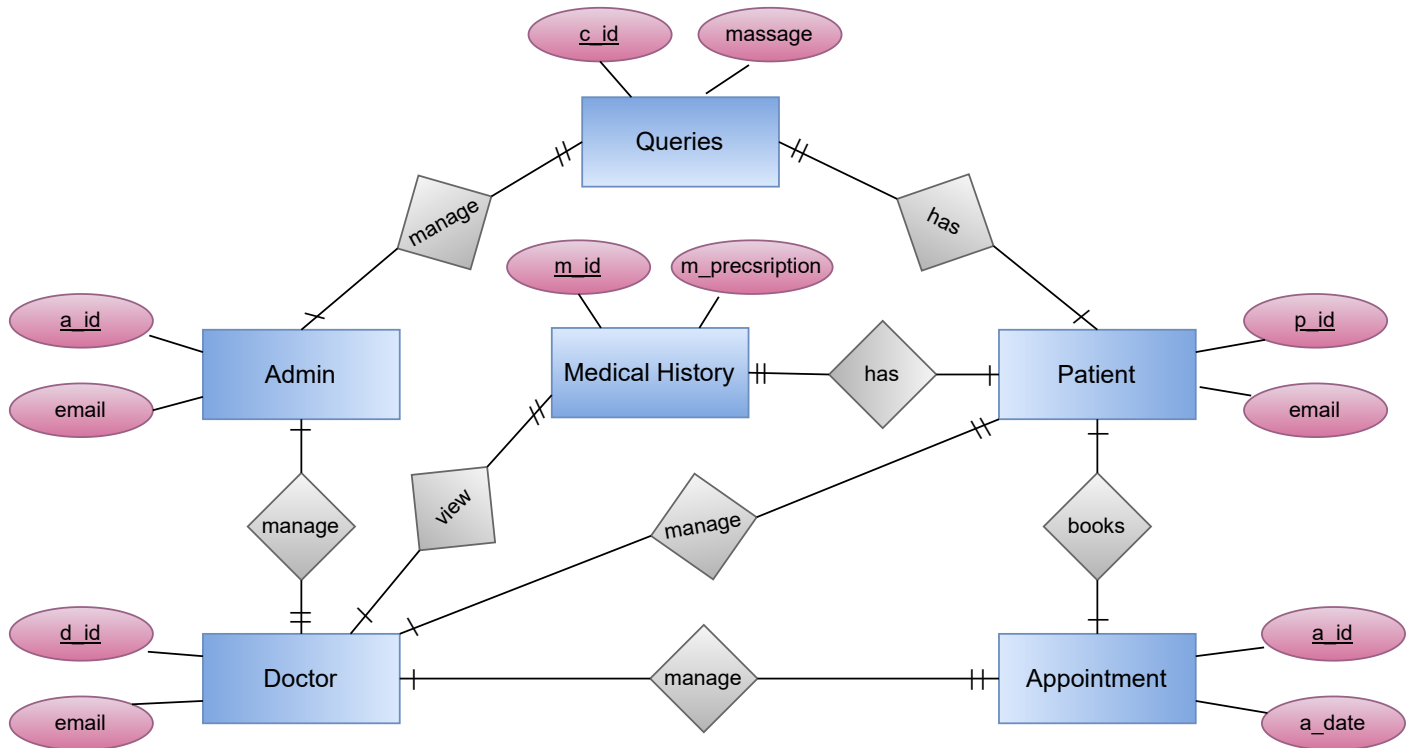 c_id
massage
Queries
manage
has
m_id
m_precsription
a_id
p_id
Admin
Medical History
has
Patient
email
email
view
manage
manage
books
d_id
a_id
Doctor
manage
Appointment
email
a_date